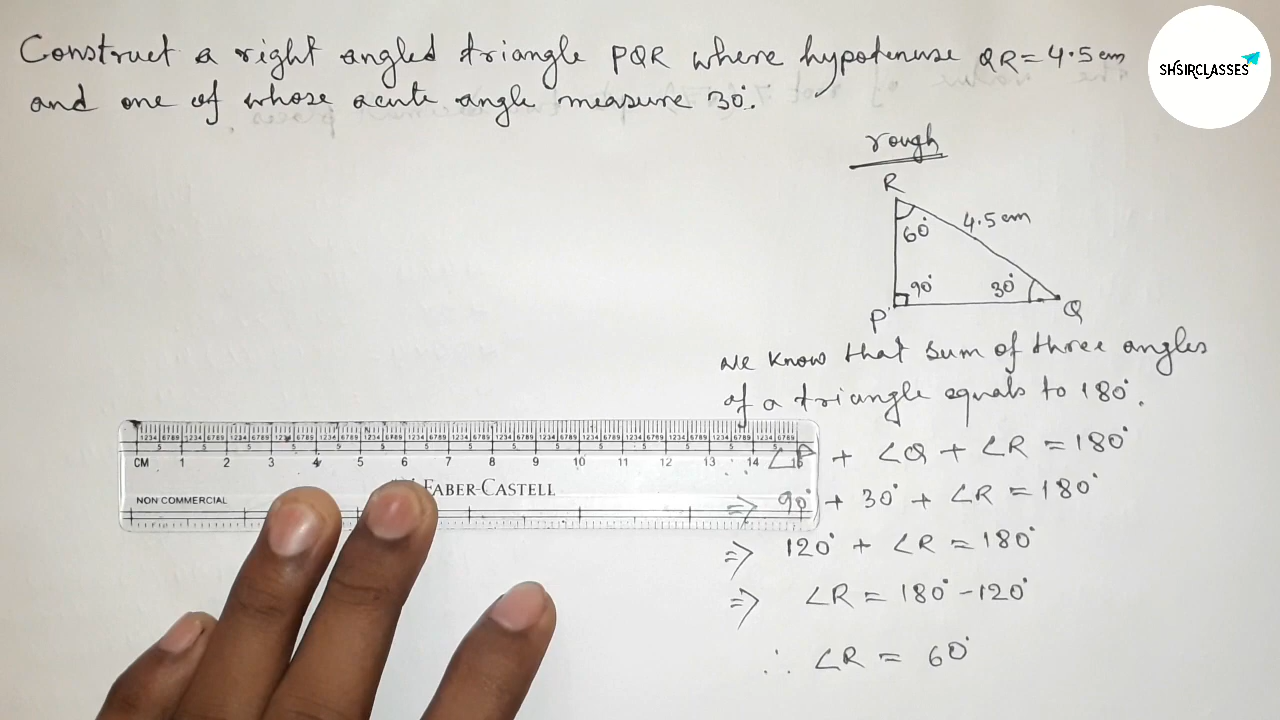 Construct a right angled triangle PQR where hypotenuse QR = 4.5 cm
and one of whose acute angle measure 30°.
SHSIRCLASSES
rough
R
4.5 cm
60°
90°
30°
P
Q
We know that sum of three angles
of a triangle equals to 180°.
∴ ∠P + ∠Q + ∠R = 180°
⇒ 90° + 30° + ∠R = 180°
⇒ 120° + ∠R = 180°
⇒ ∠R = 180° - 120°
∴ ∠R = 60°
CM 1 2 3 4 5 6 7 8 9 10 11 12 13 14 15
FABER-CASTELL
NON COMMERCIAL